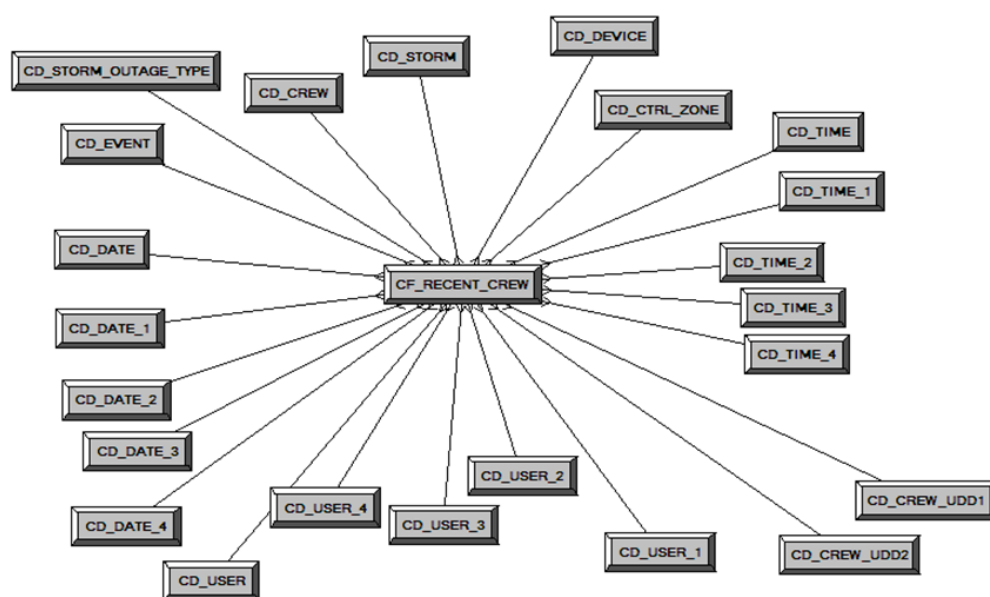 CD_DEVICE
CD_STORM
CD_STORM_OUTAGE_TYPE
CD_CREW
CD_CTRL_ZONE
CD_TIME
CD_EVENT
CD_TIME_1
CD_DATE
CD_TIME_2
CF_RECENT_CREW
CD_TIME_3
CD_DATE_1
CD_TIME_4
CD_DATE_2
CD_DATE_3
CD_USER_2
CD_CREW_UDD1
CD_USER_4
CD_DATE_4
CD_USER_3
CD_USER_1
CD_CREW_UDD2
CD_USER